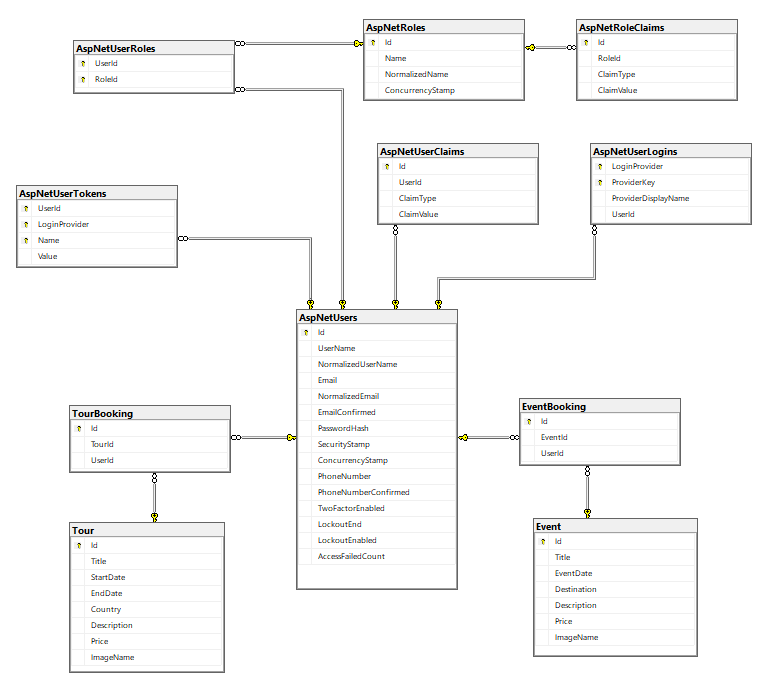 AspNetUserRoles
UserId
RoleId
AspNetRoles
Id
Name
NormalizedName
ConcurrencyStamp
AspNetRoleClaims
Id
RoleId
ClaimType
ClaimValue
AspNetUserClaims
Id
UserId
ClaimType
ClaimValue
AspNetUserLogins
LoginProvider
ProviderKey
ProviderDisplayName
UserId
AspNetUserTokens
UserId
LoginProvider
Name
Value
AspNetUsers
Id
UserName
NormalizedUserName
Email
NormalizedEmail
EmailConfirmed
PasswordHash
SecurityStamp
ConcurrencyStamp
PhoneNumber
PhoneNumberConfirmed
TwoFactorEnabled
LockoutEnd
LockoutEnabled
AccessFailedCount
TourBooking
Id
TourId
UserId
EventBooking
Id
EventId
UserId
Tour
Id
Title
StartDate
EndDate
Country
Description
Price
ImageName
Event
Id
Title
EventDate
Destination
Description
Price
ImageName